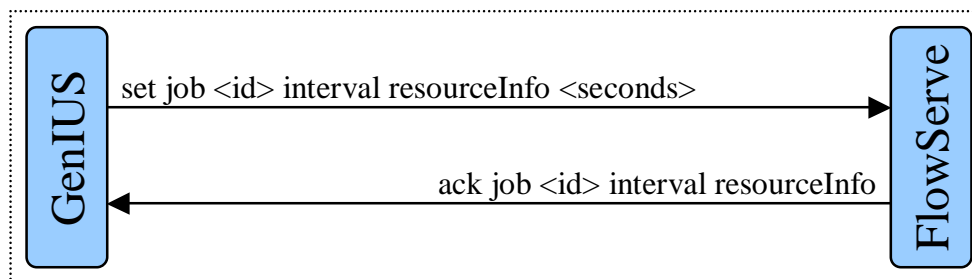 GenIUS
set job <id> interval resourceInfo <seconds>
ack job <id> interval resourceInfo
FlowServe